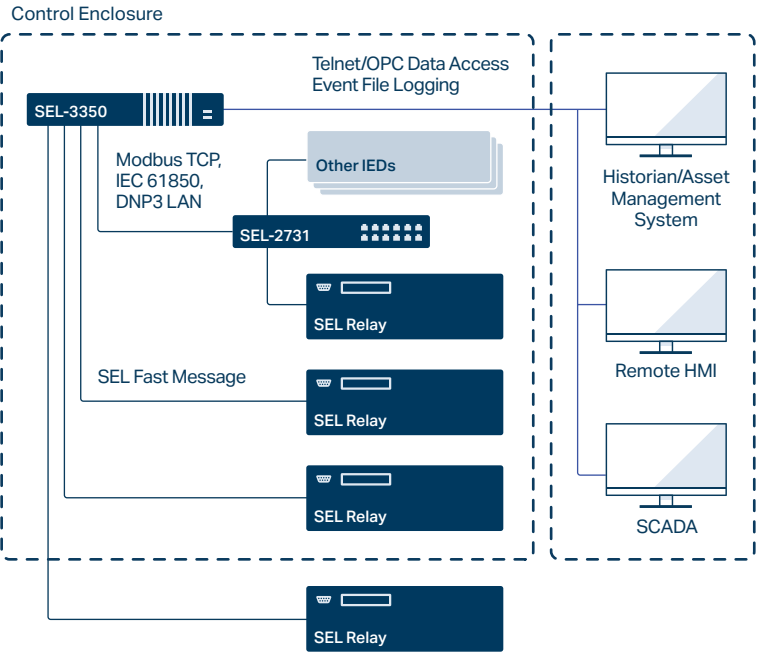 Control Enclosure
Telnet/OPC Data Access
Event File Logging
SEL-3350
Modbus TCP,
IEC 61850,
DNP3 LAN
Other IEDs
SEL-2731
SEL Relay
SEL Fast Message
SEL Relay
SEL Relay
SEL Relay
Historian/Asset
Management
System
Remote HMI
SCADA